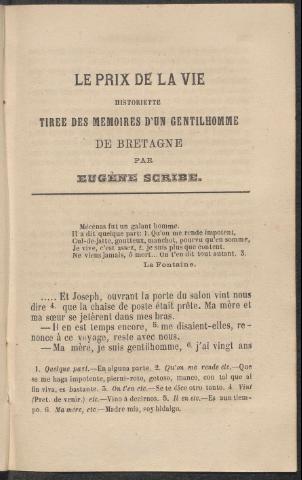 LE PRIX DE LA VIE
HISTORIETTE
TIREE DES MEMOIRES D'UN GENTILHOMME
DE BRETAGNE
PAR
EUGÈNE SCRIBE.
Mécénas fut un galant homme.
Il a dit quelque part: 1. Qu'on me rende impotent,
Cul-de-jatte, goutteux, manchot, pourvu qu'en somme,
Je vive, c'est assez, 2. je suis plus que content.
Ne viens jamais, ô mort... On t'en dit tout autant. 3.
La Fontaine.
..... Et Joseph, ouvrant la porte du salon vint nous
dire 4. que la chaise de poste était prête. Ma mère et
ma sœur se jetèrent dans mes bras.
—Il en est temps encore, 5. me disaient-elles, re-
nonce à ce voyage, reste avec nous.
—Ma mère, je suis gentilhomme, 6. j'ai vingt ans
1. Quelque part.—En alguna parte. 2. Qu'on me rende etc.—Que
se me haga impotente, pierni-roto, gotoso, manco, con tal que al
fin viva, es bastante. 3. On t'en etc.—Se te dice otro tanto. 4. Vint
(Pret. de venir.) etc—Vino á decirnos. 5. Il en etc.—Es aun tiem-
po. 6. Ma mère, etc—Madre mia, soy hidalgo.